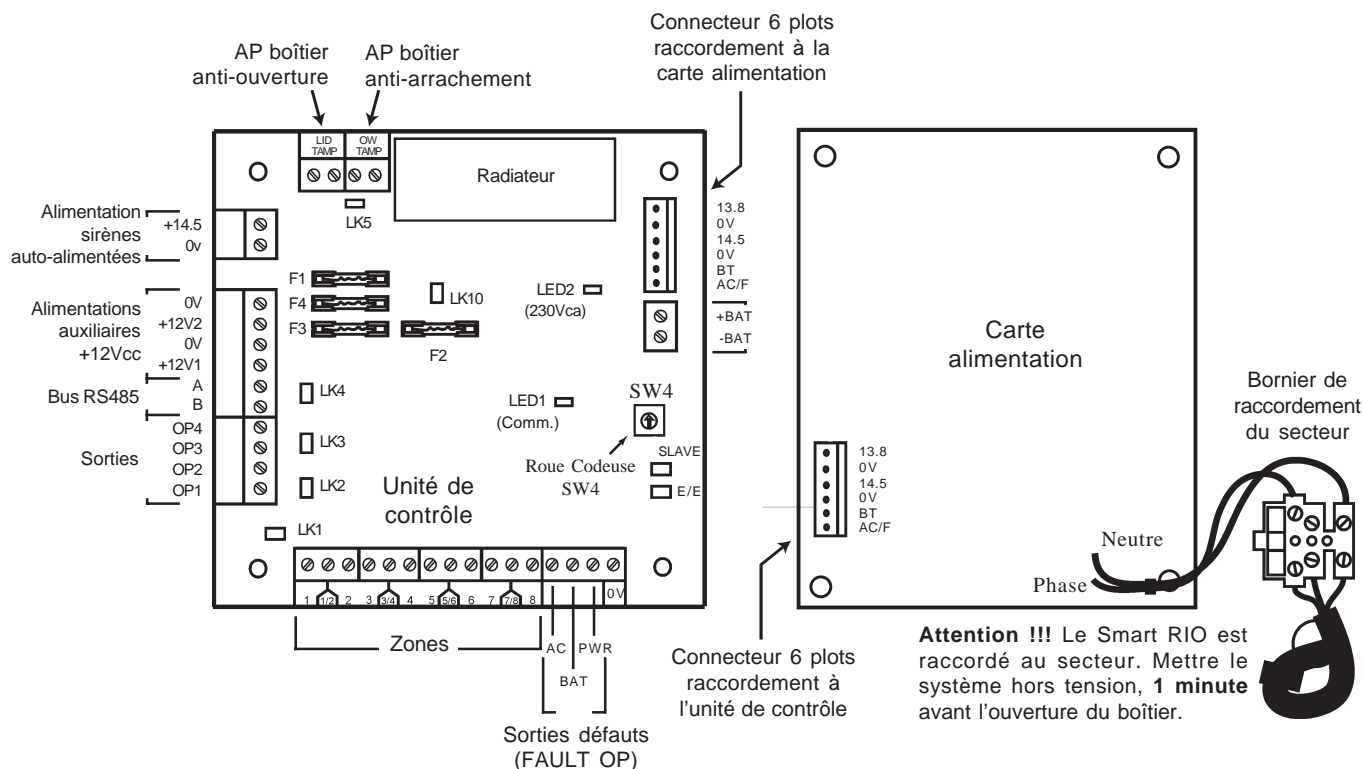 Connecteur 6 plots
raccordement à la
carte alimentation
AP boîtier
anti-ouverture
AP boîtier
anti-arrachement
LID
TAMP
OW
TAMP
Radiateur
LK5
Alimentation
sirènes
auto-alimentées
+14.5
0v
13.8
0V
14.5
0V
BT
AC/F
+BAT
-BAT
F1
F4
F3
LK10
F2
LED2
(230Vca)
Alimentations
auxiliaires
+12Vcc
0V
+12V2
0V
+12V1
Bus RS485
A
B
Sorties
OP4
OP3
OP2
OP1
LK4
LK3
LK2
LK1
LED1
(Comm.)
SW4
Roue Codeuse
SW4
SLAVE
E/E
Unité de
contrôle
1 1/2 2 3 3/4 4 5 5/6 6 7 7/8 8
0V
Zones
AC PWR
BAT
Sorties défauts
(FAULT OP)
Carte
alimentation
13.8
0V
14.5
0V
BT
AC/F
Neutre
Phase
Bornier de
raccordement
du secteur
Connecteur 6 plots
raccordement à
l'unité de contrôle
Attention !!! Le Smart RIO est
raccordé au secteur. Mettre le
système hors tension, 1 minute
avant l'ouverture du boîtier.